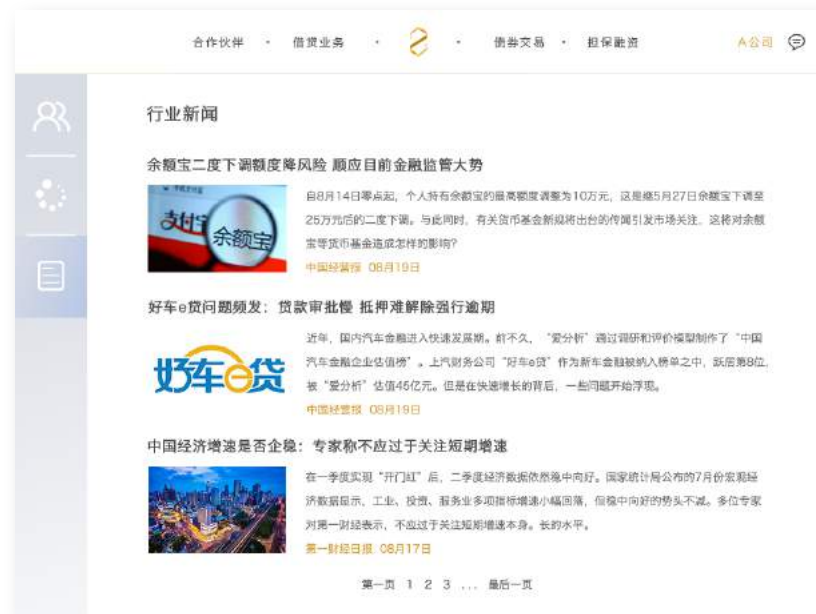 合作伙伴 · 借贷业务 · · 债券交易 · 担保融资 A公司
行业新闻
余额宝二度下调额度降风险 顺应目前金融监管大势
支付宝
余额宝
自8月14日零点起，个人持有余额宝的最高额度调整为10万元，这是继5月27日余额宝下调至
25万元后的二度下调。与此同时，有关货币基金新规将出台的传闻引发市场关注，这将对余额
宝等货币基金造成怎样的影响？
中国经营报 08月19日
好车e贷问题频发：贷款审批慢 抵押难解除强行逾期
好车e贷
近年，国内汽车金融进入快速发展期。前不久，“爱分析”通过调研和评价模型制作了“中国
汽车金融企业估值榜”。上汽财务公司“好车e贷”作为新车金融被纳入榜单之中，跃居第8位，
被“爱分析”估值45亿元。但是在快速增长的背后，一些问题开始浮现。
中国经营报 08月19日
中国经济增速是否企稳：专家称不应过于关注短期增速
在一季度实现“开门红”后，二季度经济数据依然稳中向好。国家统计局公布的7月份宏观经
济数据显示，工业、投资、服务业多项指标增速小幅回落，但稳中向好的势头不减。多位专家
对第一财经表示，不应过于关注短期增速本身。长的水平。
第一财经日报 08月17日
第一页 1 2 3 ... 最后一页